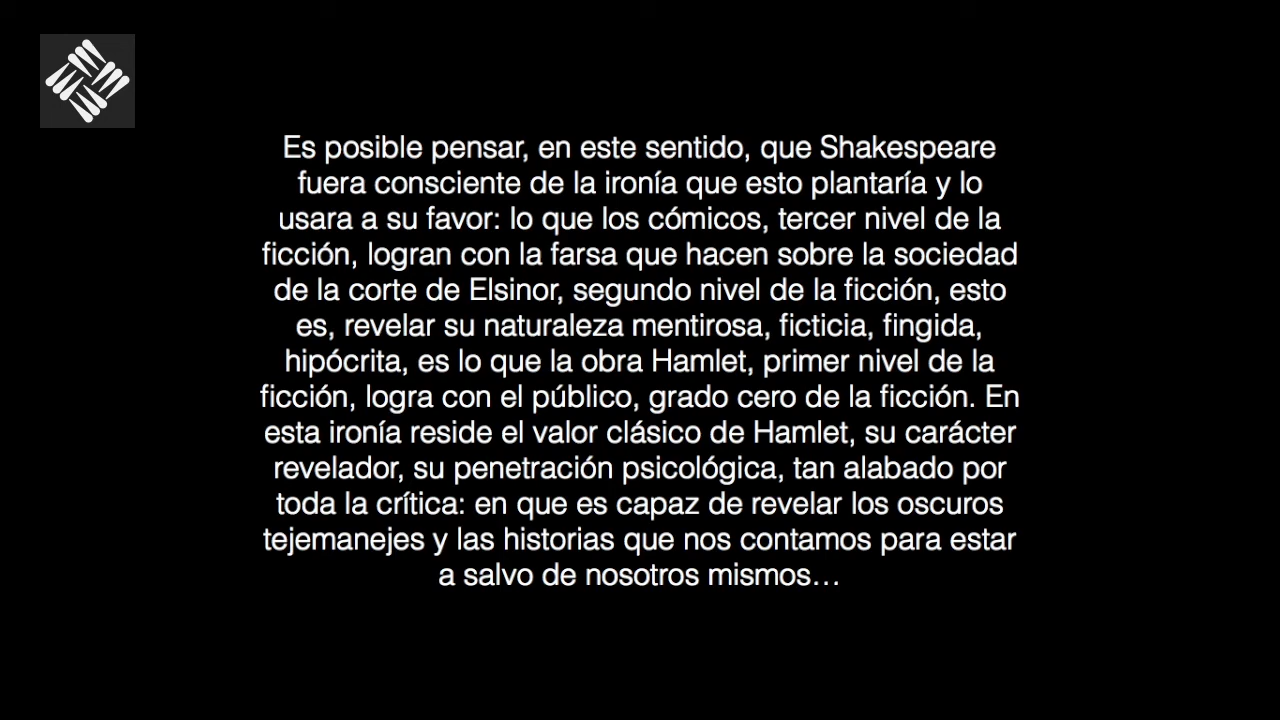 Es posible pensar, en este sentido, que Shakespeare
fuera consciente de la ironía que esto plantaría y lo
usara a su favor: lo que los cómicos, tercer nivel de la
ficción, logran con la farsa que hacen sobre la sociedad
de la corte de Elsinor, segundo nivel de la ficción, esto
es, revelar su naturaleza mentirosa, ficticia, fingida,
hipócrita, es lo que la obra Hamlet, primer nivel de la
ficción, logra con el público, grado cero de la ficción. En
esta ironía reside el valor clásico de Hamlet, su carácter
revelador, su penetración psicológica, tan alabado por
toda la crítica: en que es capaz de revelar los oscuros
tejemanejes y las historias que nos contamos para estar
a salvo de nosotros mismos…